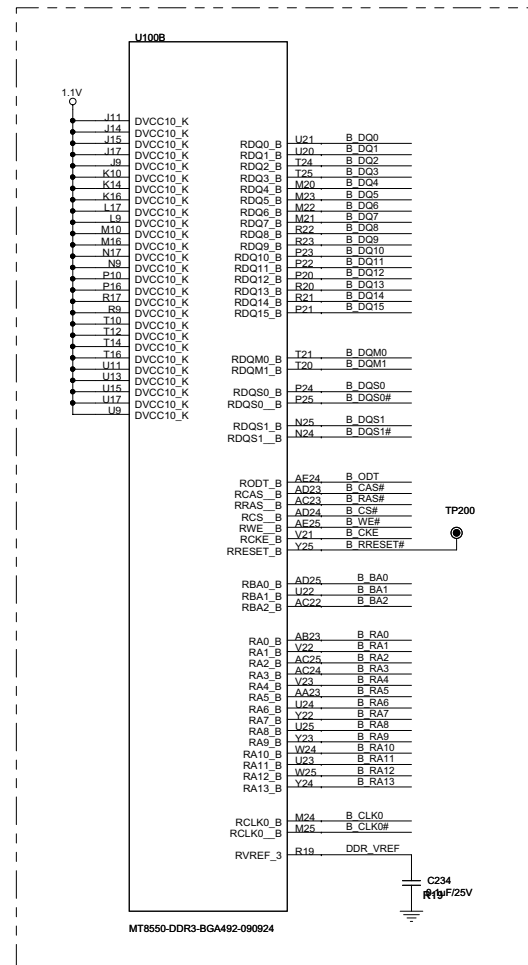 U100B
1.1V
J11 DVCC10_K
J14 DVCC10_K
J15 DVCC10_K
J17 DVCC10_K
J9 DVCC10_K
K10 DVCC10_K
K14 DVCC10_K
K16 DVCC10_K
L17 DVCC10_K
L9 DVCC10_K
M10 DVCC10_K
M16 DVCC10_K
N17 DVCC10_K
N9 DVCC10_K
P10 DVCC10_K
P16 DVCC10_K
R17 DVCC10_K
R9 DVCC10_K
T10 DVCC10_K
T12 DVCC10_K
T14 DVCC10_K
T16 DVCC10_K
U11 DVCC10_K
U13 DVCC10_K
U15 DVCC10_K
U17 DVCC10_K
U9 DVCC10_K
RDQ0_B U21 B_DQ0
RDQ1_B U20 B_DQ1
RDQ2_B T24 B_DQ2
RDQ3_B T25 B_DQ3
RDQ4_B M20 B_DQ4
RDQ5_B M23 B_DQ5
RDQ6_B M22 B_DQ6
RDQ7_B M21 B_DQ7
RDQ8_B R22 B_DQ8
RDQ9_B R23 B_DQ9
RDQ10_B P23 B_DQ10
RDQ11_B P22 B_DQ11
RDQ12_B P20 B_DQ12
RDQ13_B R20 B_DQ13
RDQ14_B R21 B_DQ14
RDQ15_B P21 B_DQ15
RDQM0_B T21 B_DQM0
RDQM1_B T20 B_DQM1
RDQS0_B P24 B_DQS0
RDQS0__B P25 B_DQS0#
RDQS1_B N25 B_DQS1
RDQS1__B N24 B_DQS1#
RODT_B AE24 B_ODT
RCAS__B AD23 B_CAS#
RRAS__B AC23 B_RAS#
RCS__B AD24 B_CS#
RWE__B AE25 B_WE#
RCKE_B V21 B_CKE
RRESET_B Y25 B_RRESET#
TP200
RBA0_B AD25 B_BA0
RBA1_B U22 B_BA1
RBA2_B AC22 B_BA2
RA0_B AB23 B_RA0
RA1_B V22 B_RA1
RA2_B AC25 B_RA2
RA3_B AC24 B_RA3
RA4_B V23 B_RA4
RA5_B AA23 B_RA5
RA6_B U24 B_RA6
RA7_B Y22 B_RA7
RA8_B U25 B_RA8
RA9_B Y23 B_RA9
RA10_B W24 B_RA10
RA11_B U23 B_RA11
RA12_B W25 B_RA12
RA13_B Y24 B_RA13
RCLK0_B M24 B_CLK0
RCLK0__B M25 B_CLK0#
RVREF_3 R19 DDR_VREF
C234
0.1uF/25V
R19
MT8550-DDR3-BGA492-090924